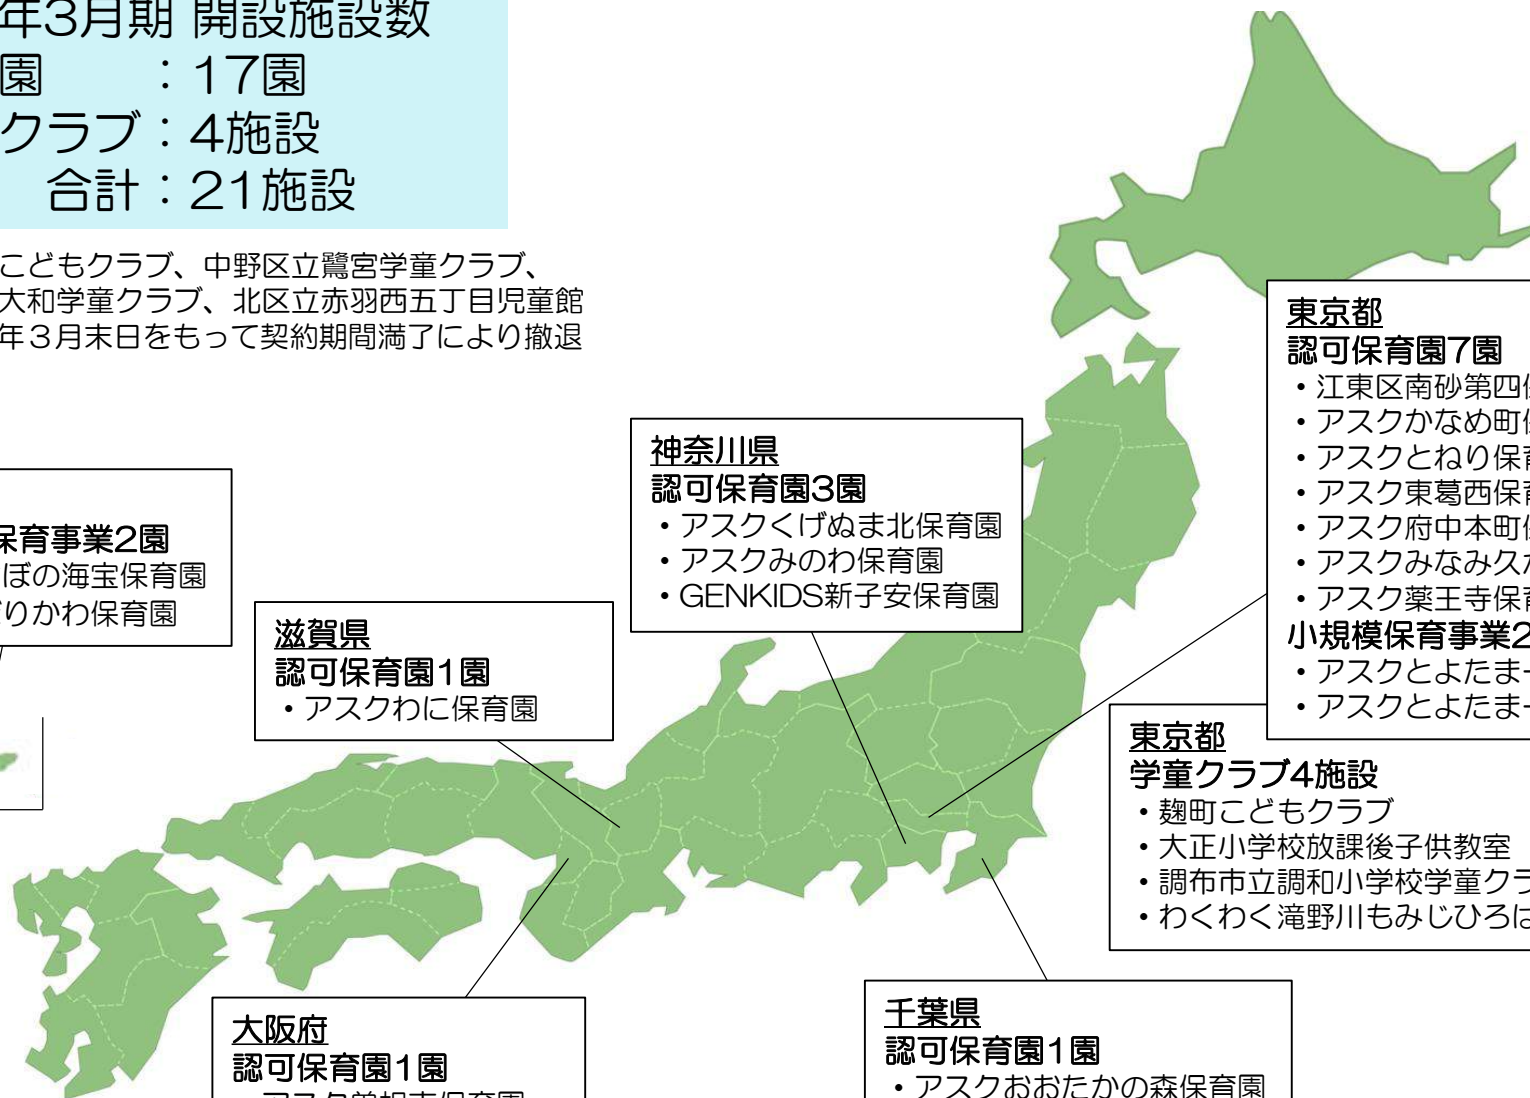 年3月期 開設施設数
園　　：17園
クラブ：4施設
合計：21施設
こどもクラブ、中野区立鷺宮学童クラブ、
大和学童クラブ、北区立赤羽西五丁目児童館
年３月末日をもって契約期間満了により撤退
保育事業2園
ぼの海宝保育園
りかわ保育園
滋賀県
認可保育園1園
・アスクわに保育園
神奈川県
認可保育園3園
・アスクくげぬま北保育園
・アスクみのわ保育園
・GENKIDS新子安保育園
東京都
認可保育園7園
・江東区南砂第四
・アスクかなめ町
・アスクとねり保
・アスク東葛西保
・アスク府中本町
・アスクみなみ久
・アスク薬王寺保
小規模保育事業2
・アスクとよたま
・アスクとよたま
東京都
学童クラブ4施設
・麹町こどもクラブ
・大正小学校放課後子供教室
・調布市立調和小学校学童クラ
・わくわく滝野川もみじひろ
大阪府
認可保育園1園
千葉県
認可保育園1園
・アスクおおたかの森保育園